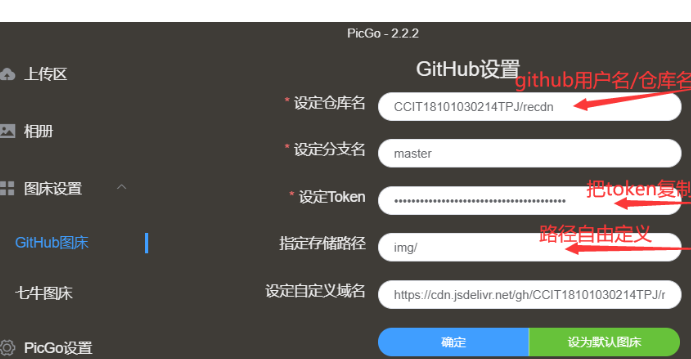 PicGo - 2.2.2
上传区
相册
图床设置
GitHub图床
七牛图床
PicGo设置
GitHub设置
github用户名/仓库名
* 设定仓库名
CCIT18101030214TPJ/recdn
* 设定分支名
master
* 设定Token
把token复制
指定存储路径
路径自由定义
img/
设定自定义域名
https://cdn.jsdelivr.net/gh/CCIT18101030214TPJ/r
确定
设为默认图床